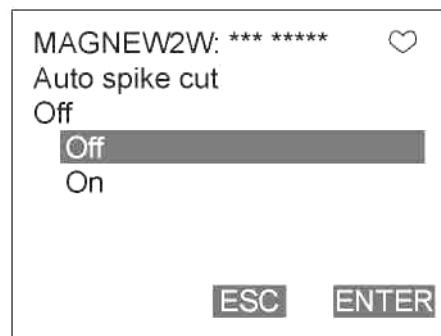 MAGNEW2W: *** *****
Auto spike cut
Off
Off
On
ESC ENTER